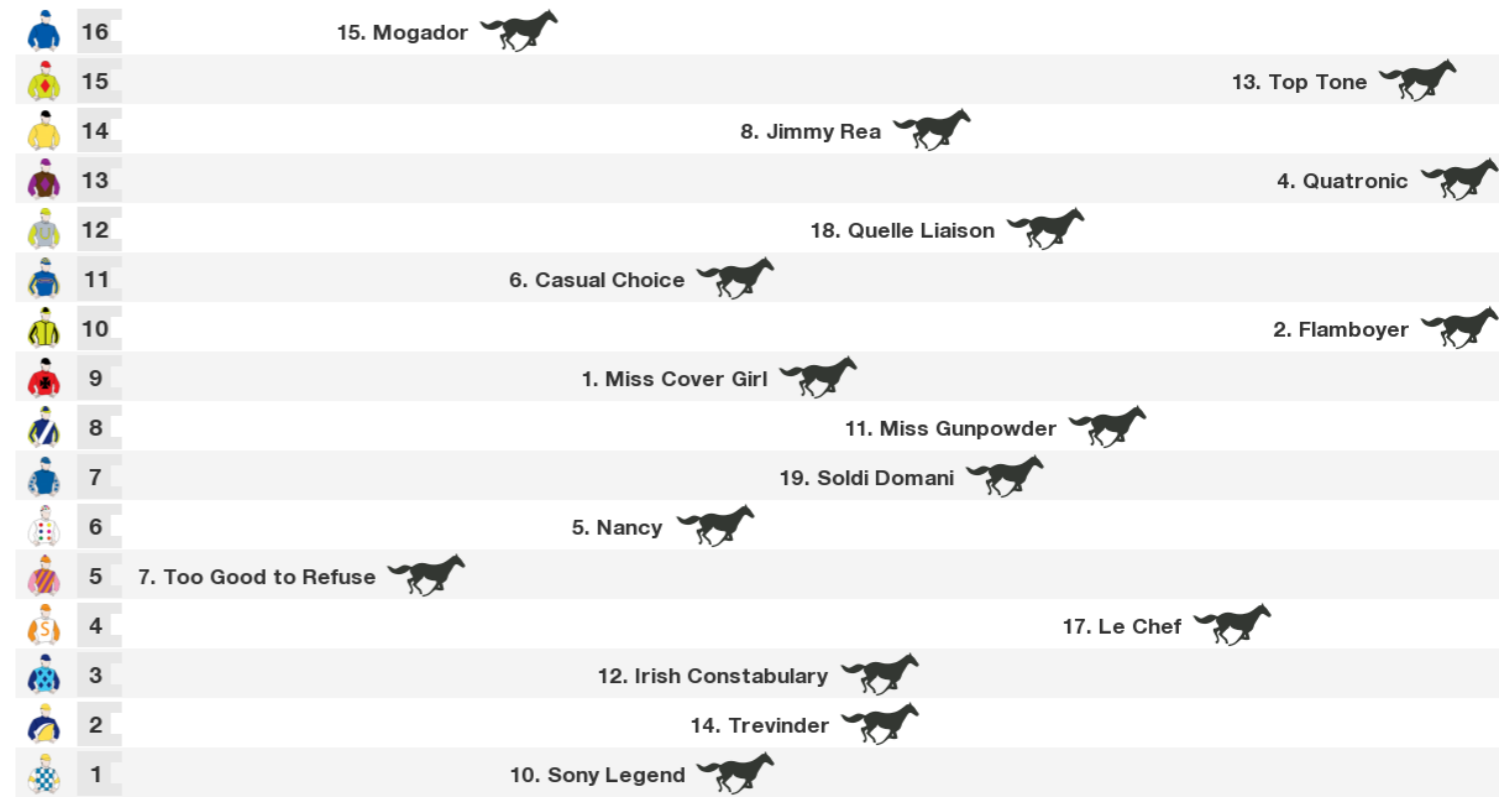 16 15. Mogador
15 13. Top Tone
14 8. Jimmy Rea
13 4. Quatronic
12 18. Quelle Liaison
11 6. Casual Choice
10 2. Flamboyer
9 1. Miss Cover Girl
8 11. Miss Gunpowder
7 19. Soldi Domani
6 5. Nancy
5 7. Too Good to Refuse
S 4 17. Le Chef
3 12. Irish Constabulary
2 14. Trevinder
1 10. Sony Legend